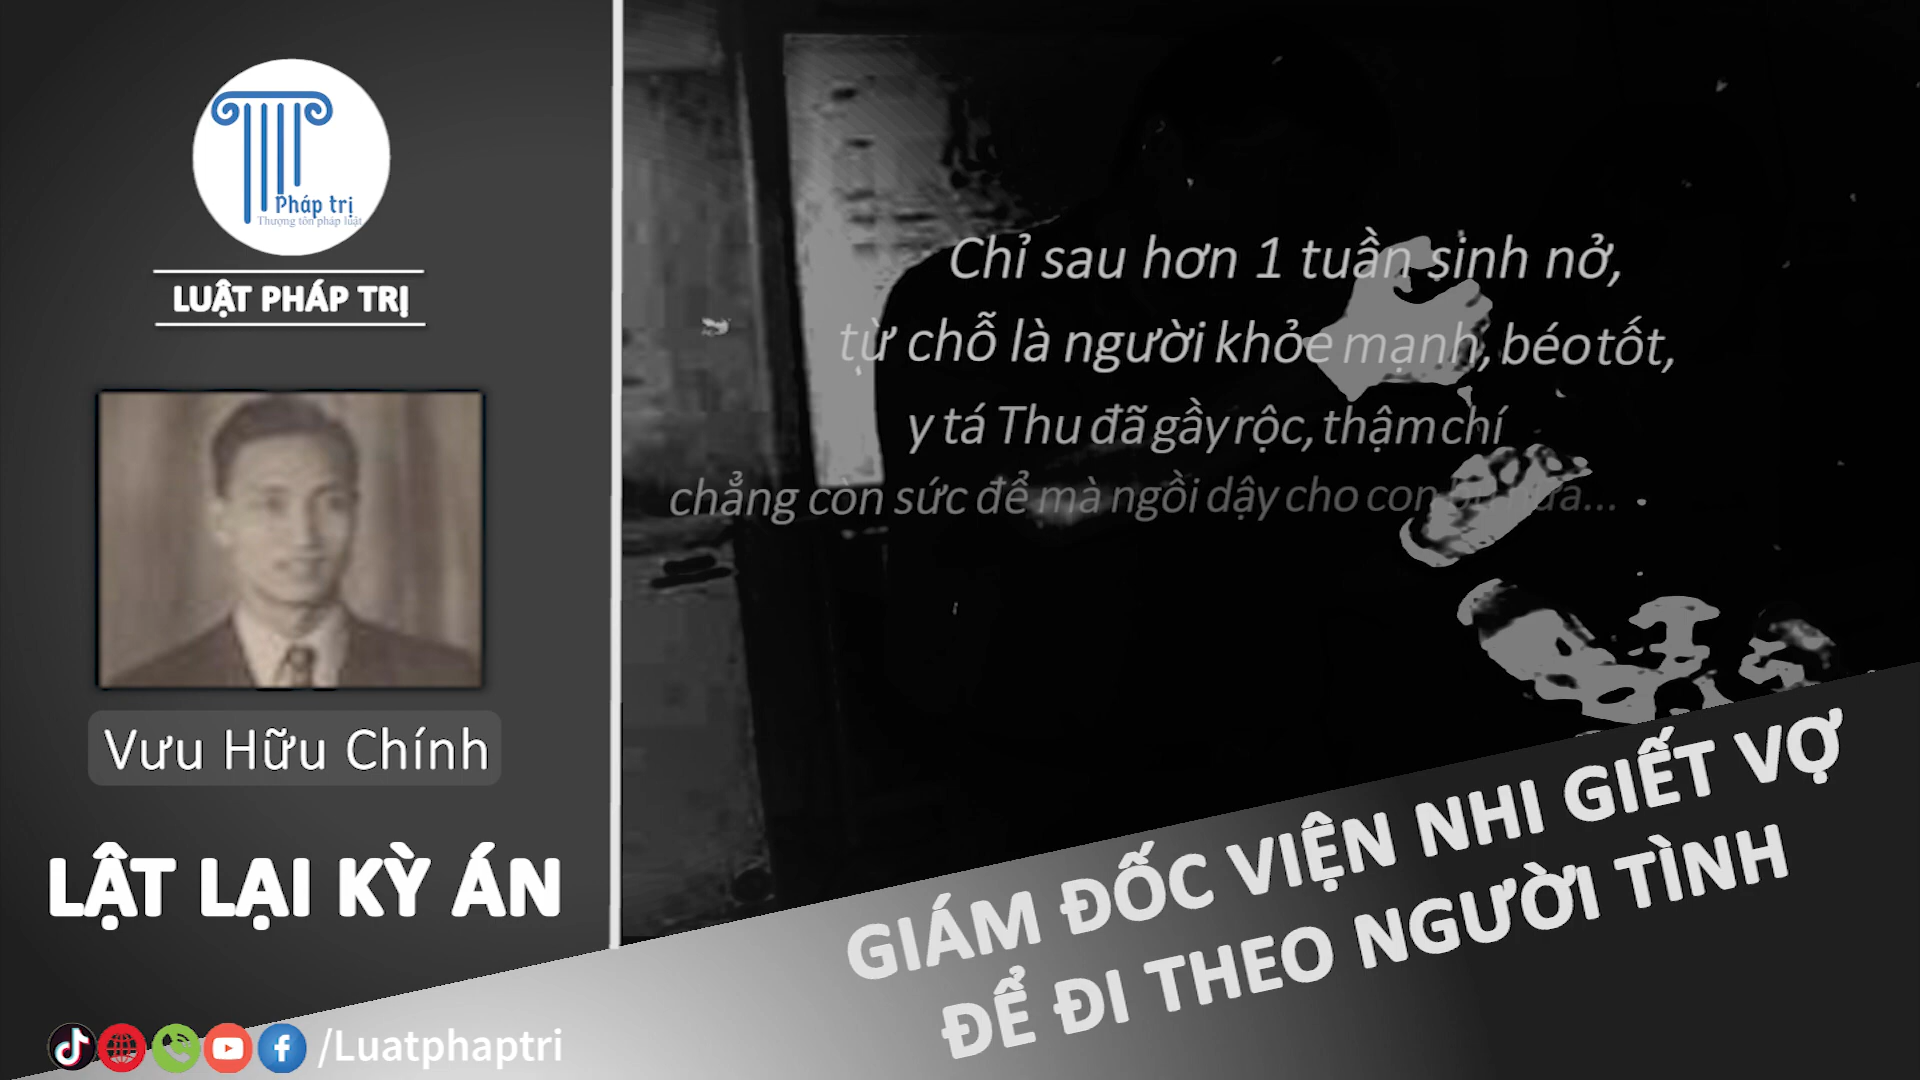 Pháp trị
Thượng tôn pháp luật
LUẬT PHÁP TRỊ
Vưu Hữu Chính
LẬT LẠI KỲ ÁN
/Luatphaptri
Chỉ sau hơn 1 tuần sinh nở,
từ chỗ là người khỏe mạnh, béo tốt,
y tá Thu đã gầy rộc, thậm chí
chẳng còn sức để mà ngồi dậy cho con
GIÁM ĐỐC VIỆN NHI GIẾT VỢ
ĐỂ ĐI THEO NGƯỜI TÌNH